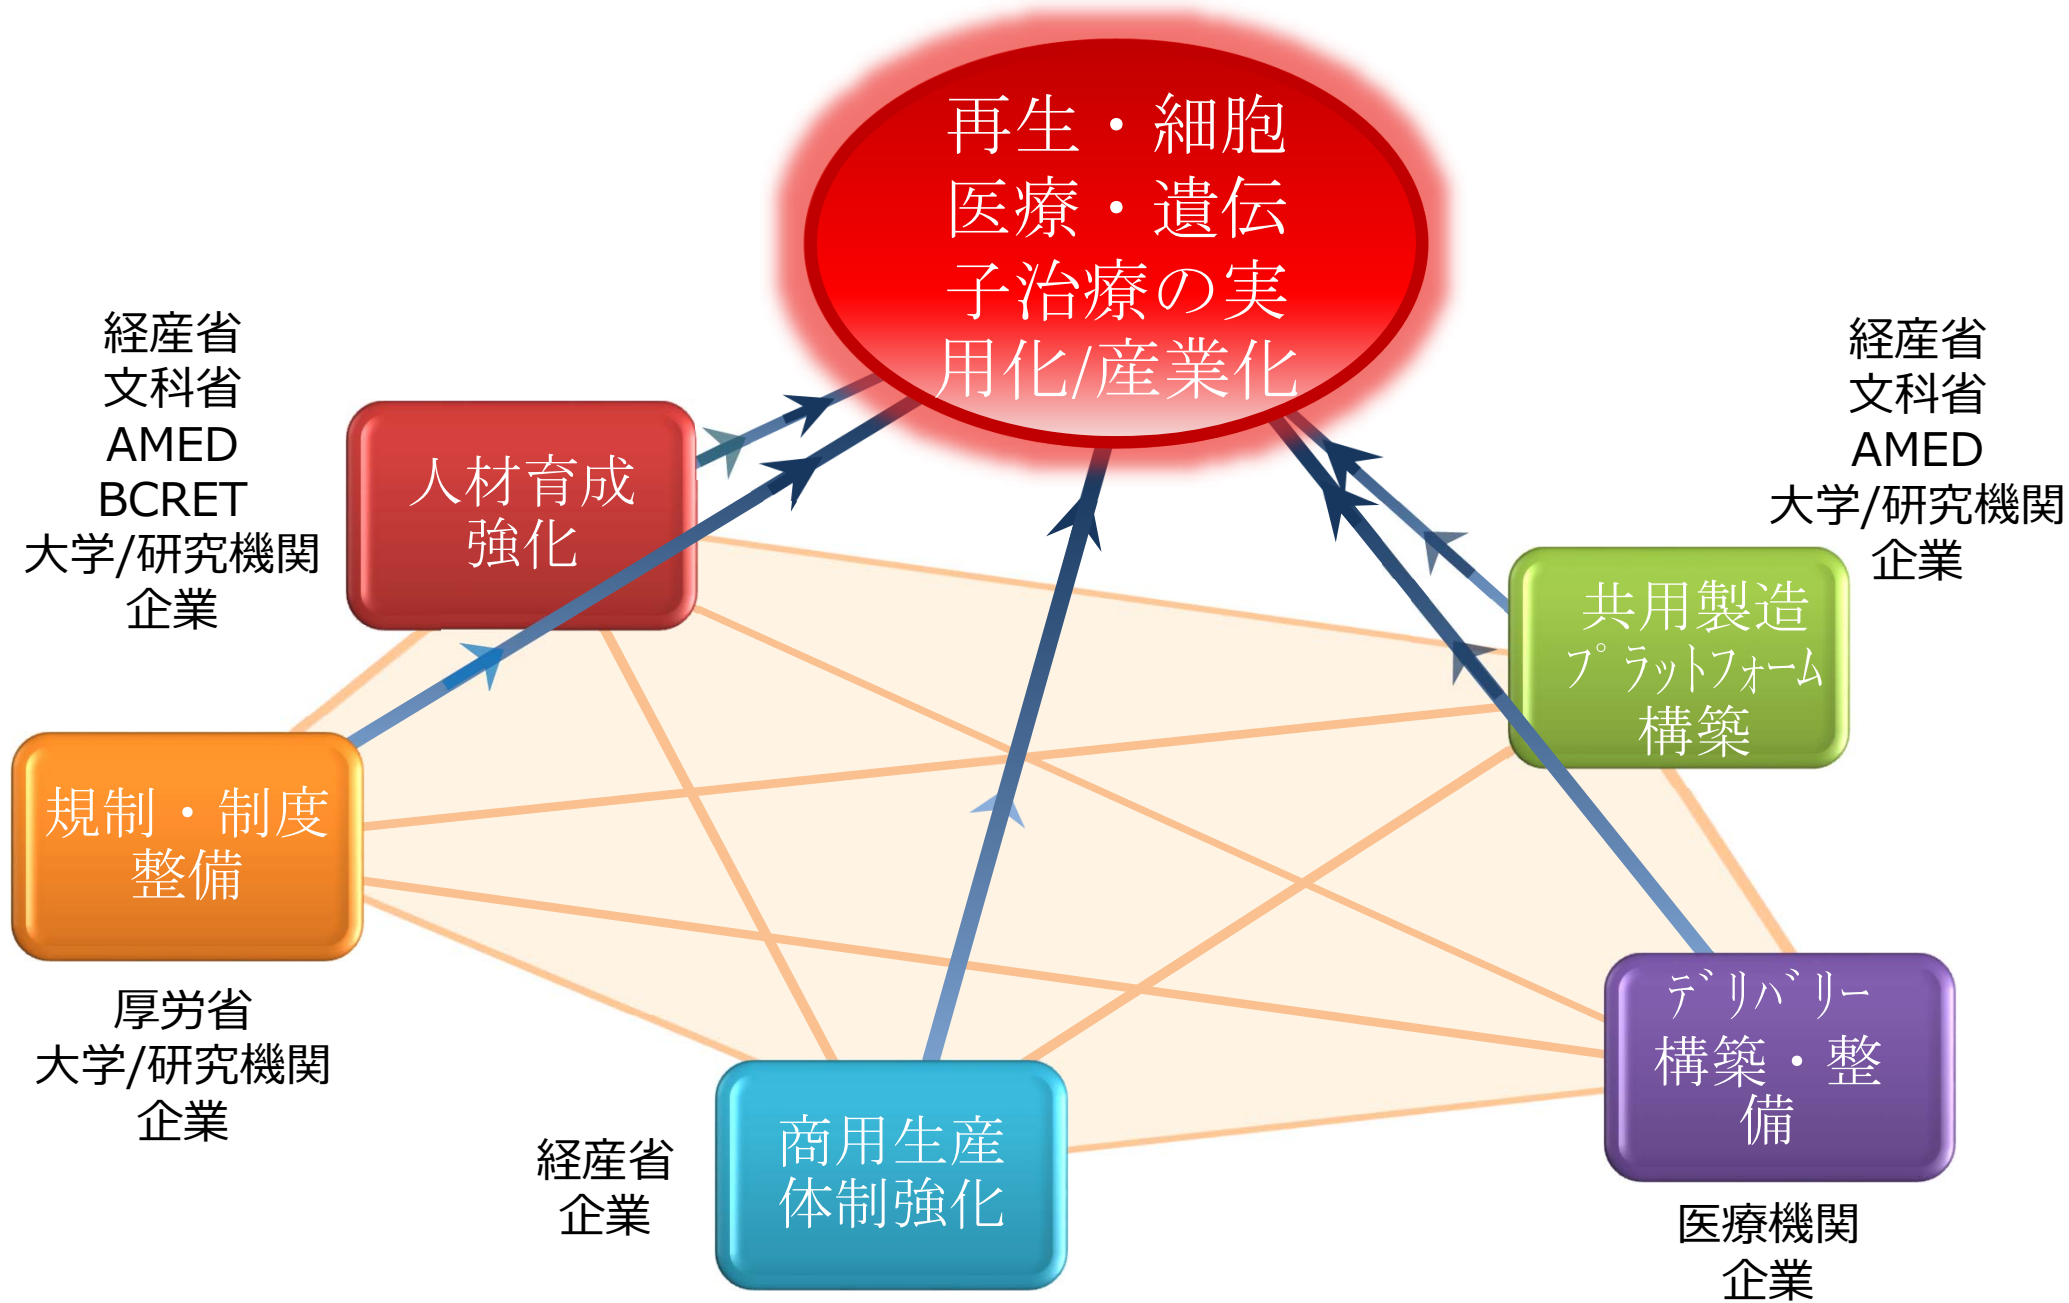 再生・細胞
医療・遺伝
子治療の実
用化/産業化
経産省
文科省
AMED
BCRET
大学/研究機関
企業
人材育成
強化
経産省
文科省
AMED
大学/研究機関
企業
共用製造
ﾌﾟﾗｯﾄﾌｫｰﾑ
構築
規制・制度
整備
厚労省
大学/研究機関
企業
経産省
企業
商用生産
体制強化
ﾃﾞﾘﾊﾞﾘｰ
構築・整
備
医療機関
企業